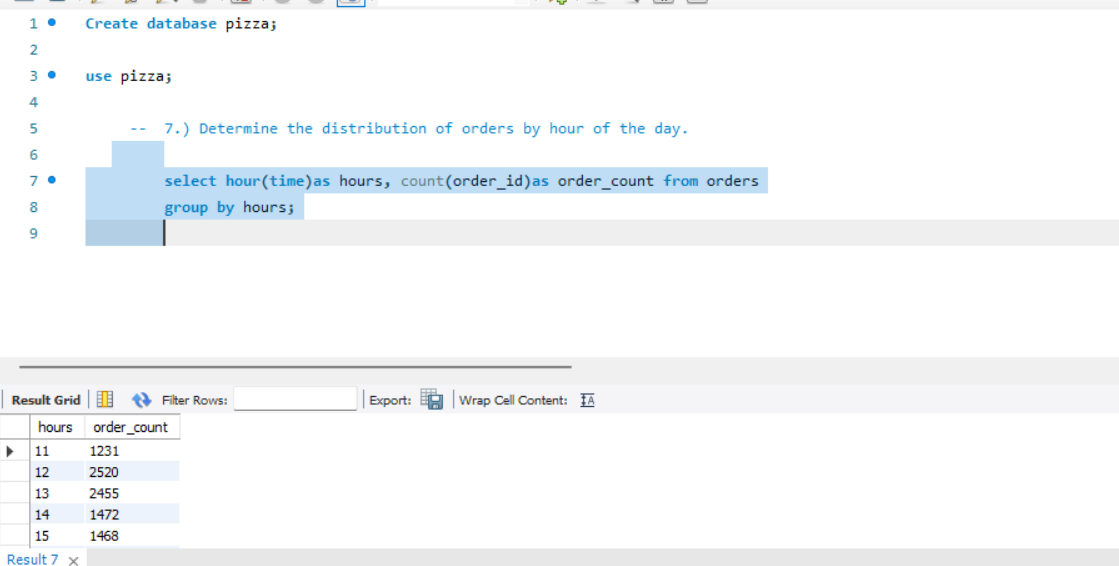 1 Create database pizza;
2
3 use pizza;
4
5 -- 7.) Determine the distribution of orders by hour of the day.
6
7 select hour(time)as hours, count(order_id)as order_count from orders
8 group by hours;
9
Result Grid Filter Rows: Export: Wrap Cell Content: IA
hours order_count
11 1231
12 2520
13 2455
14 1472
15 1468
Result 7 ×